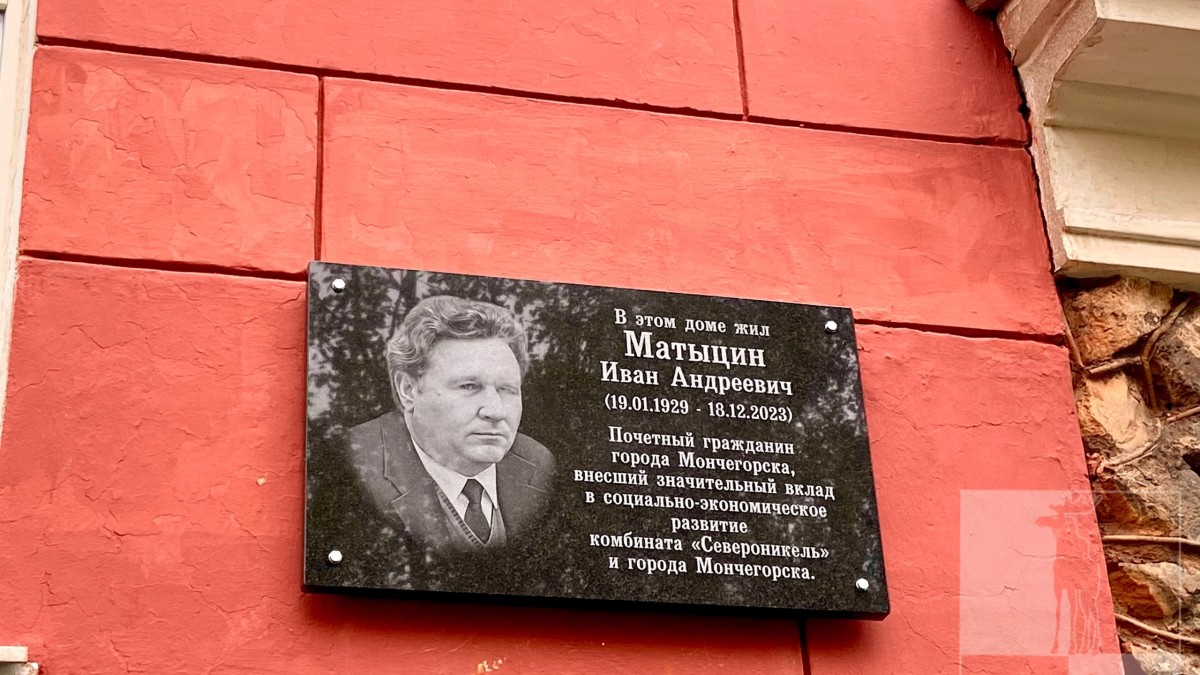 В этом доме жил
Матыцин
Иван Андреевич
(19.01.1929 - 18.12.2023)
Почетный гражданин
города Мончегорска,
внесший значительный вклад
в социально-экономическое
развитие
комбината «Североникель»
и города Мончегорска.